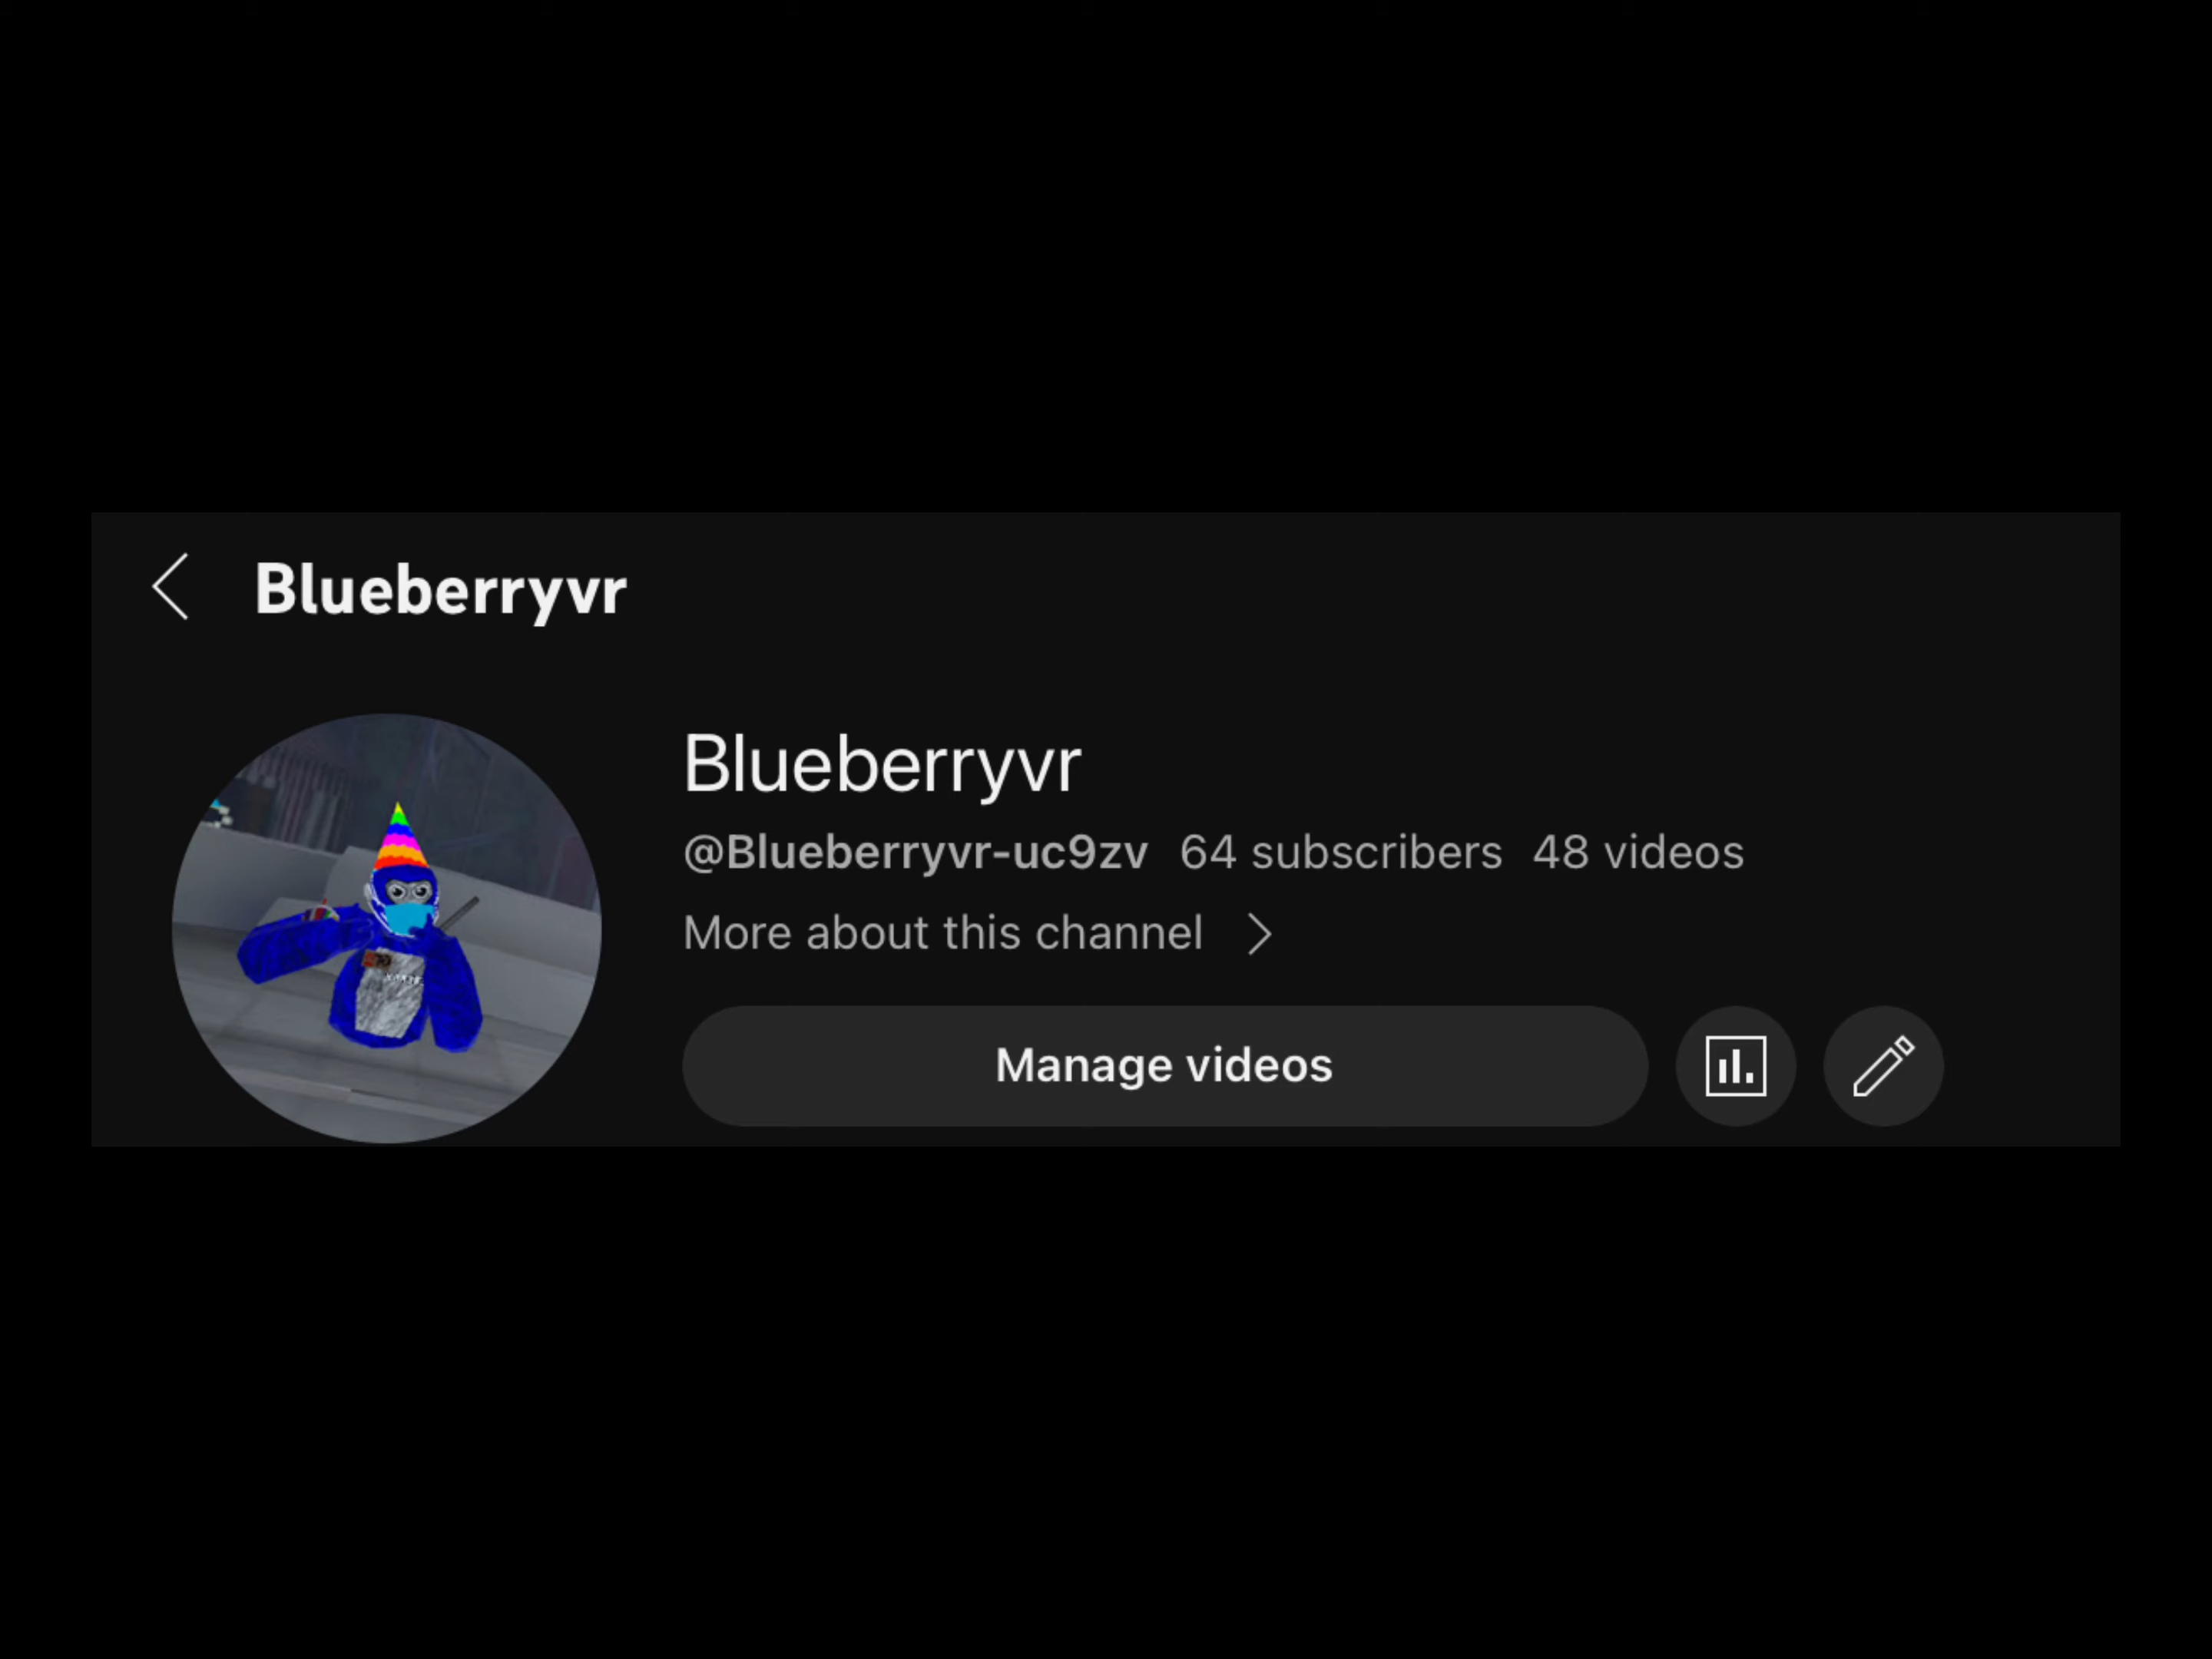 Blueberryvr
Blueberryvr
@Blueberryvr-uc9zv 64 subscribers 48 videos
More about this channel
Manage videos